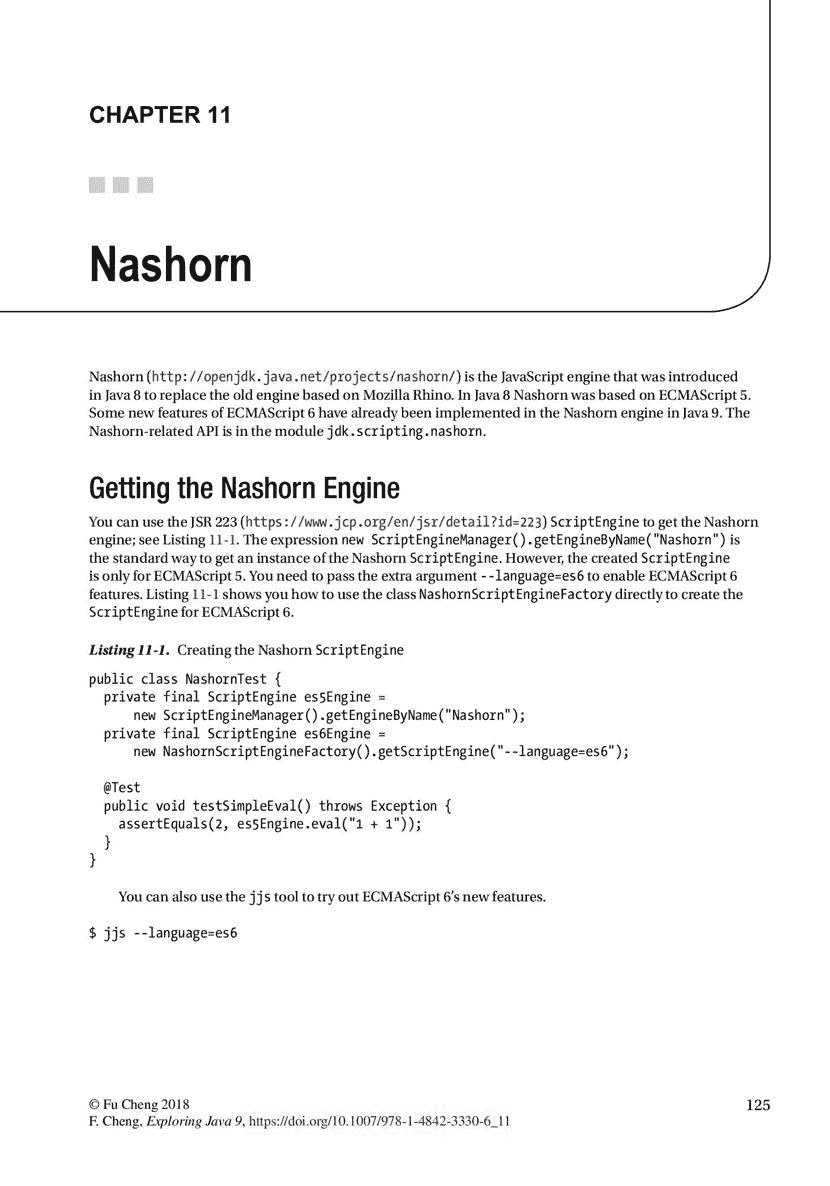 CHAPTER 11
Nashorn
Nashorn (http://openjdk.java.net/projects/nashorn/) is the JavaScript engine that was introduced
in Java 8 to replace the old engine based on Mozilla Rhino. In Java 8 Nashorn was based on ECMAScript 5.
Some new features of ECMAScript 6 have already been implemented in the Nashorn engine in Java 9. The
Nashorn-related API is in the module jdk.scripting.nashorn.
Getting the Nashorn Engine
You can use the JSR 223 (https://www.jcp.org/en/jsr/detail?id=223) ScriptEngine to get the Nashorn
engine; see Listing 11-1. The expression new ScriptEngineManager().getEngineByName("Nashorn") is
the standard way to get an instance of the Nashorn ScriptEngine. However, the created ScriptEngine
is only for ECMAScript 5. You need to pass the extra argument --language=es6 to enable ECMAScript 6
features. Listing 11-1 shows you how to use the class NashornScriptEngineFactory directly to create the
ScriptEngine for ECMAScript 6.
Listing 11-1. Creating the Nashorn ScriptEngine
public class NashornTest {
  private final ScriptEngine es5Engine =
      new ScriptEngineManager().getEngineByName("Nashorn");
  private final ScriptEngine es6Engine =
      new NashornScriptEngineFactory().getScriptEngine("--language=es6");
  @Test
  public void testSimpleEval() throws Exception {
    assertEquals(2, es5Engine.eval("1 + 1"));
  }
}
You can also use the jjs tool to try out ECMAScript 6's new features.
$ jjs --language=es6
© Fu Cheng 2018
125
F. Cheng, Exploring Java 9, https://doi.org/10.1007/978-1-4842-3330-6_11